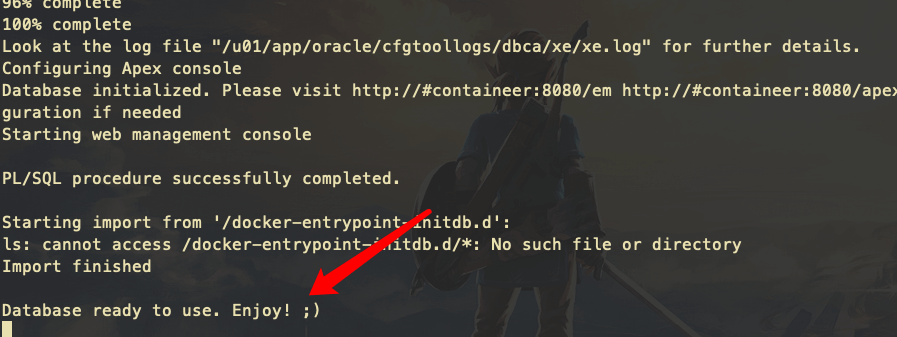 96% complete
100% complete
Look at the log file "/u01/app/oracle/cfgtoollogs/dbca/xe/xe.log" for further details.
Configuring Apex console
Database initialized. Please visit http://#containeer:8080/em http://#containeer:8080/apex
guration if needed
Starting web management console
PL/SQL procedure successfully completed.
Starting import from '/docker-entrypoint-initdb.d':
ls: cannot access /docker-entrypoint-initdb.d/*: No such file or directory
Import finished
Database ready to use. Enjoy! ;)